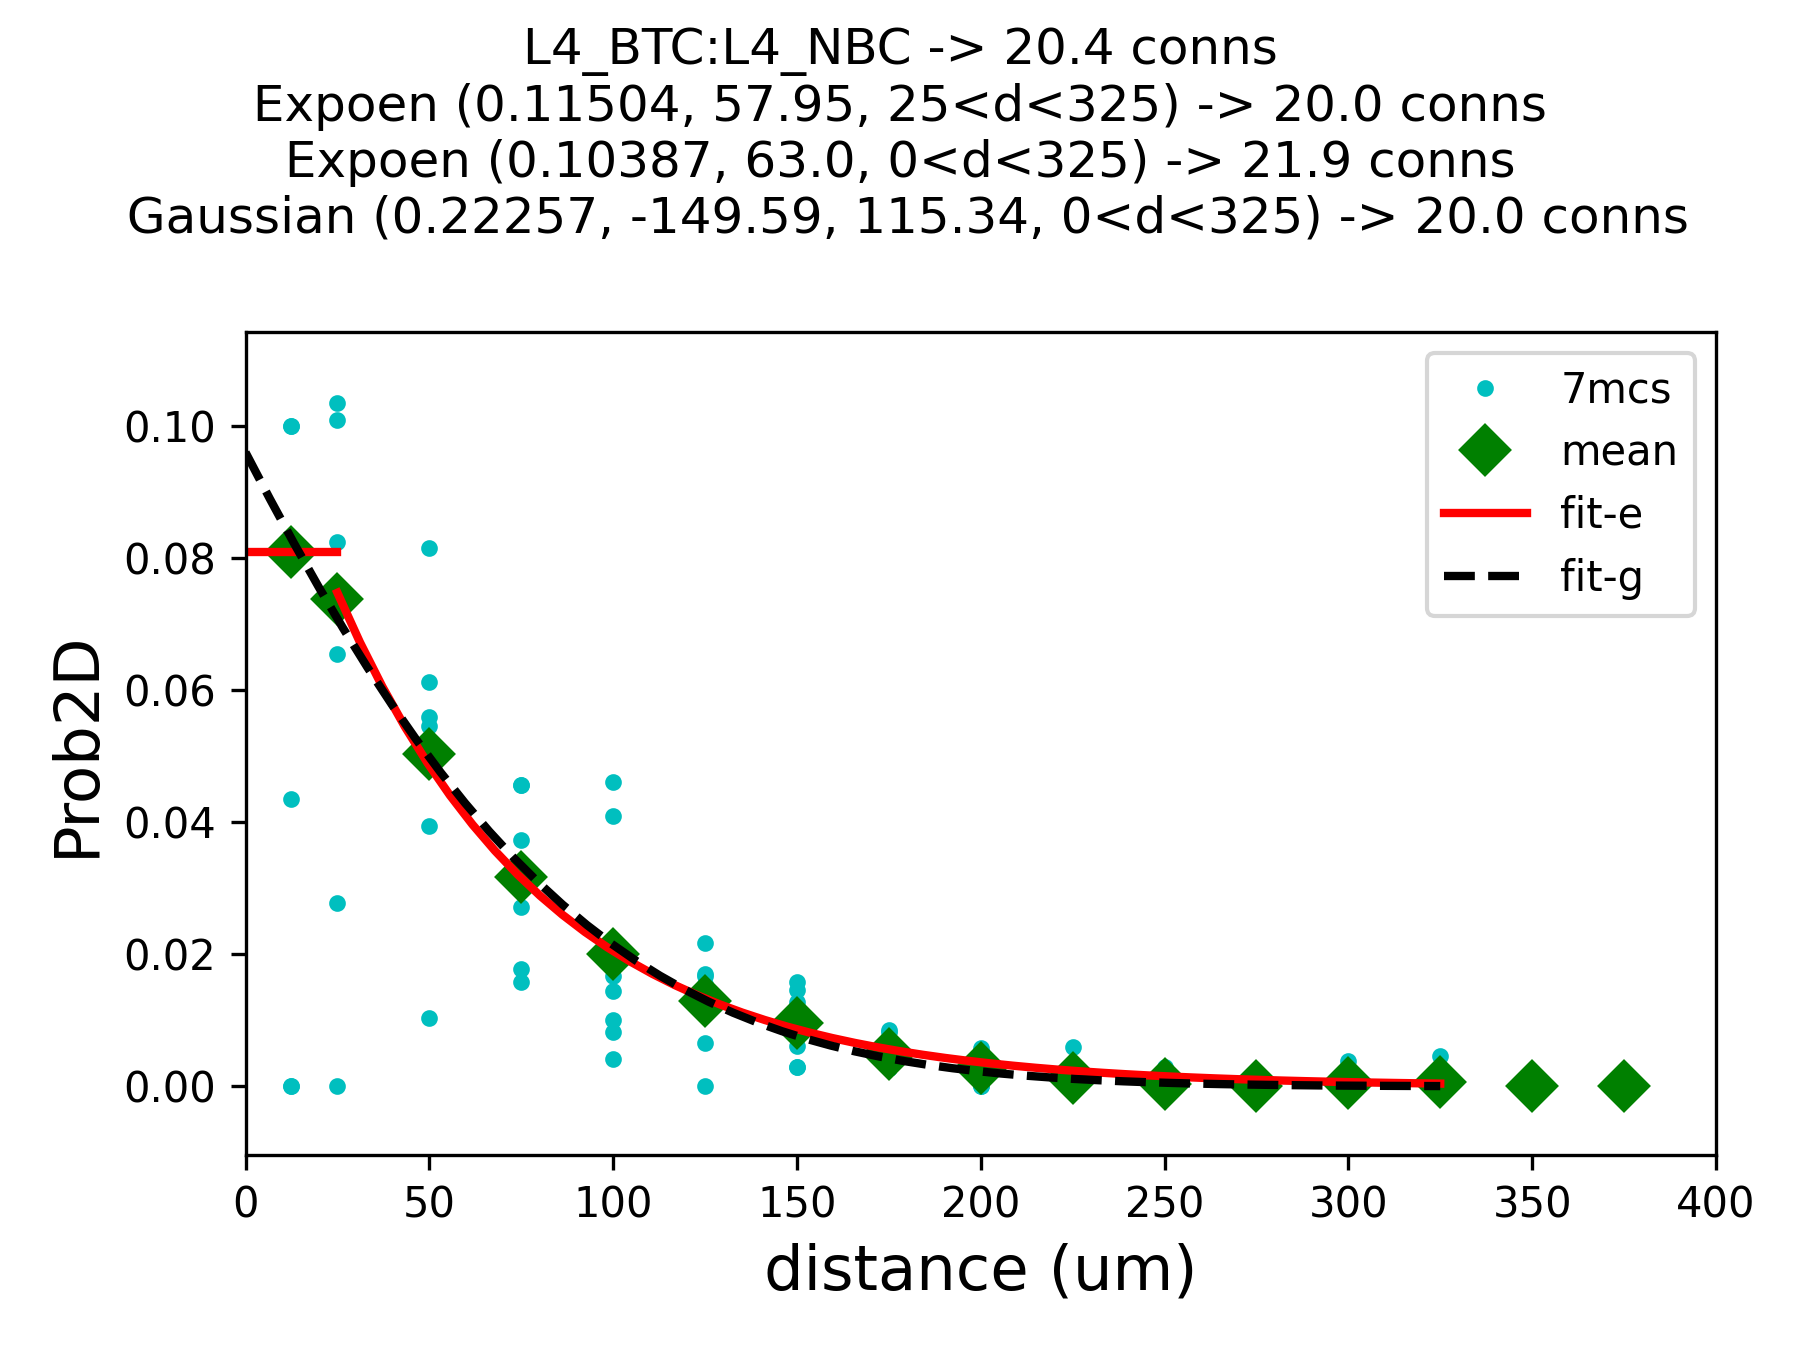 L4_BTC:L4_NBC -> 20.4 conns
Expoen (0.11504, 57.95, 25<d<325) -> 20.0 conns
Expoen (0.10387, 63.0, 0<d<325) -> 21.9 conns
Gaussian (0.22257, -149.59, 115.34, 0<d<325) -> 20.0 conns
7mcs
mean
fit-e
fit-g
Prob2D
0.10
0.08
0.06
0.04
0.02
0.00
0 50 100 150 200 250 300 350 400
distance (um)